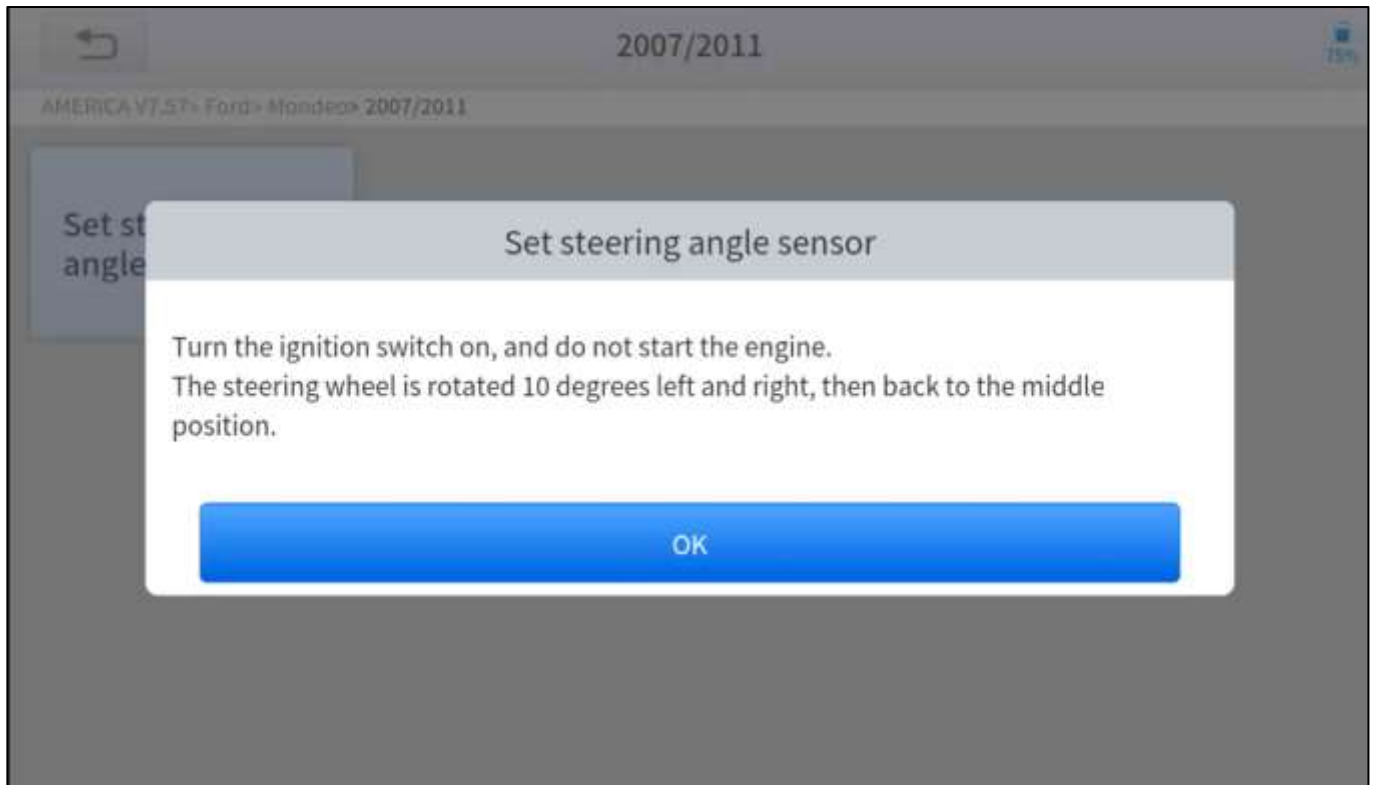 2007/2011
75%
AMERICA V7.57> Ford> Mondeo> 2007/2011
Set st
angle
Set steering angle sensor
Turn the ignition switch on, and do not start the engine.
The steering wheel is rotated 10 degrees left and right, then back to the middle
position.
OK